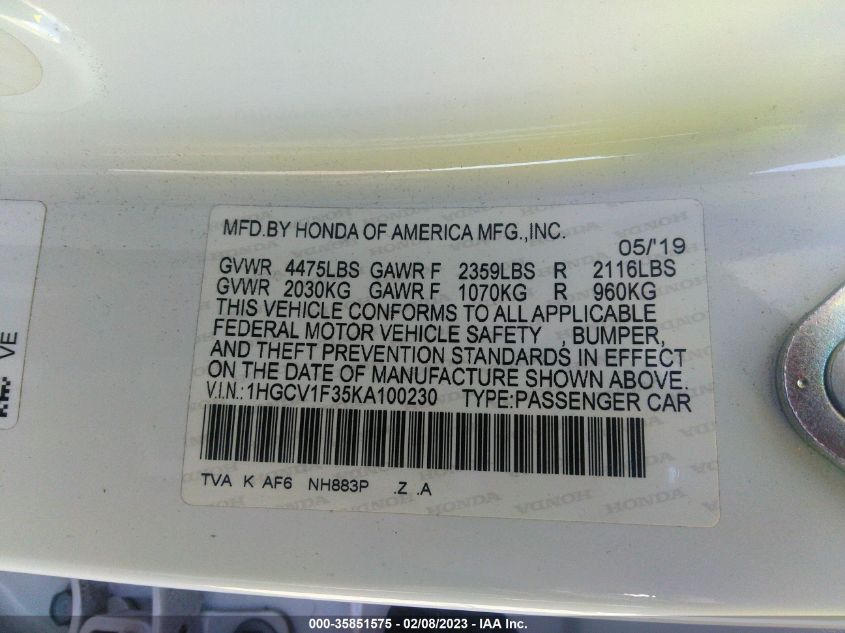 MFD.BY HONDA OF AMERICA MFG.,INC.
05/'19
GVWR 4475LBS GAWR F 2359LBS R 2116LBS
GVWR 2030KG GAWR F 1070KG R 960KG
THIS VEHICLE CONFORMS TO ALL APPLICABLE
FEDERAL MOTOR VEHICLE SAFETY , BUMPER,
AND THEFT PREVENTION STANDARDS IN EFFECT
ON THE DATE OF MANUFACTURE SHOWN ABOVE.
V.I.N.: 1HGCV1F35KA100230 TYPE:PASSENGER CAR
TVA K AF6 NH883P .Z .A
VE
000-35851575 - 02/08/2023 - IAA Inc.